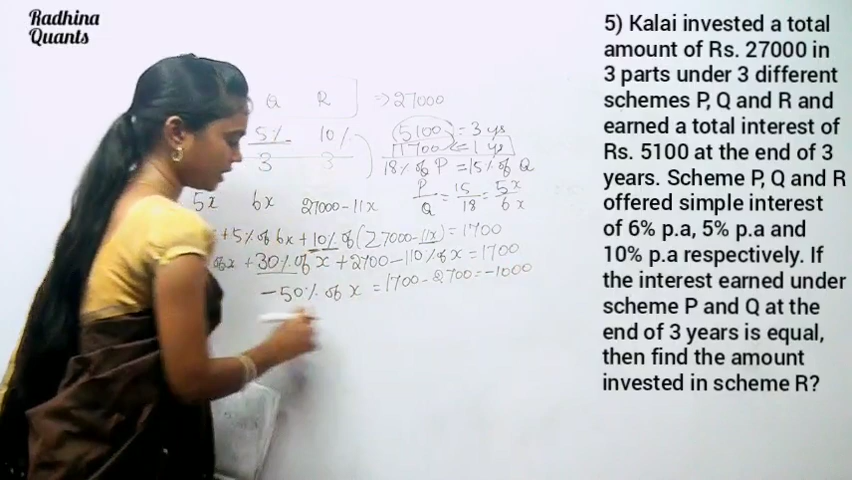 Radhina
Quants
Q R ⇒ 27000
5% 10%
3 3
5100 = 3 yrs
1700 = 1 yr
18% of P = 15% of Q
P/Q = 15/18 = 5x/6x
5x 6x 27000-11x
+5% of 6x + 10% of (27000-11x) = 1700
of x + 30% of x + 2700 - 110% of x = 1700
-50% of x = 1700 - 2700 = -1000
5) Kalai invested a total
amount of Rs. 27000 in
3 parts under 3 different
schemes P, Q and R and
earned a total interest of
Rs. 5100 at the end of 3
years. Scheme P, Q and R
offered simple interest
of 6% p.a, 5% p.a and
10% p.a respectively. If
the interest earned under
scheme P and Q at the
end of 3 years is equal,
then find the amount
invested in scheme R?